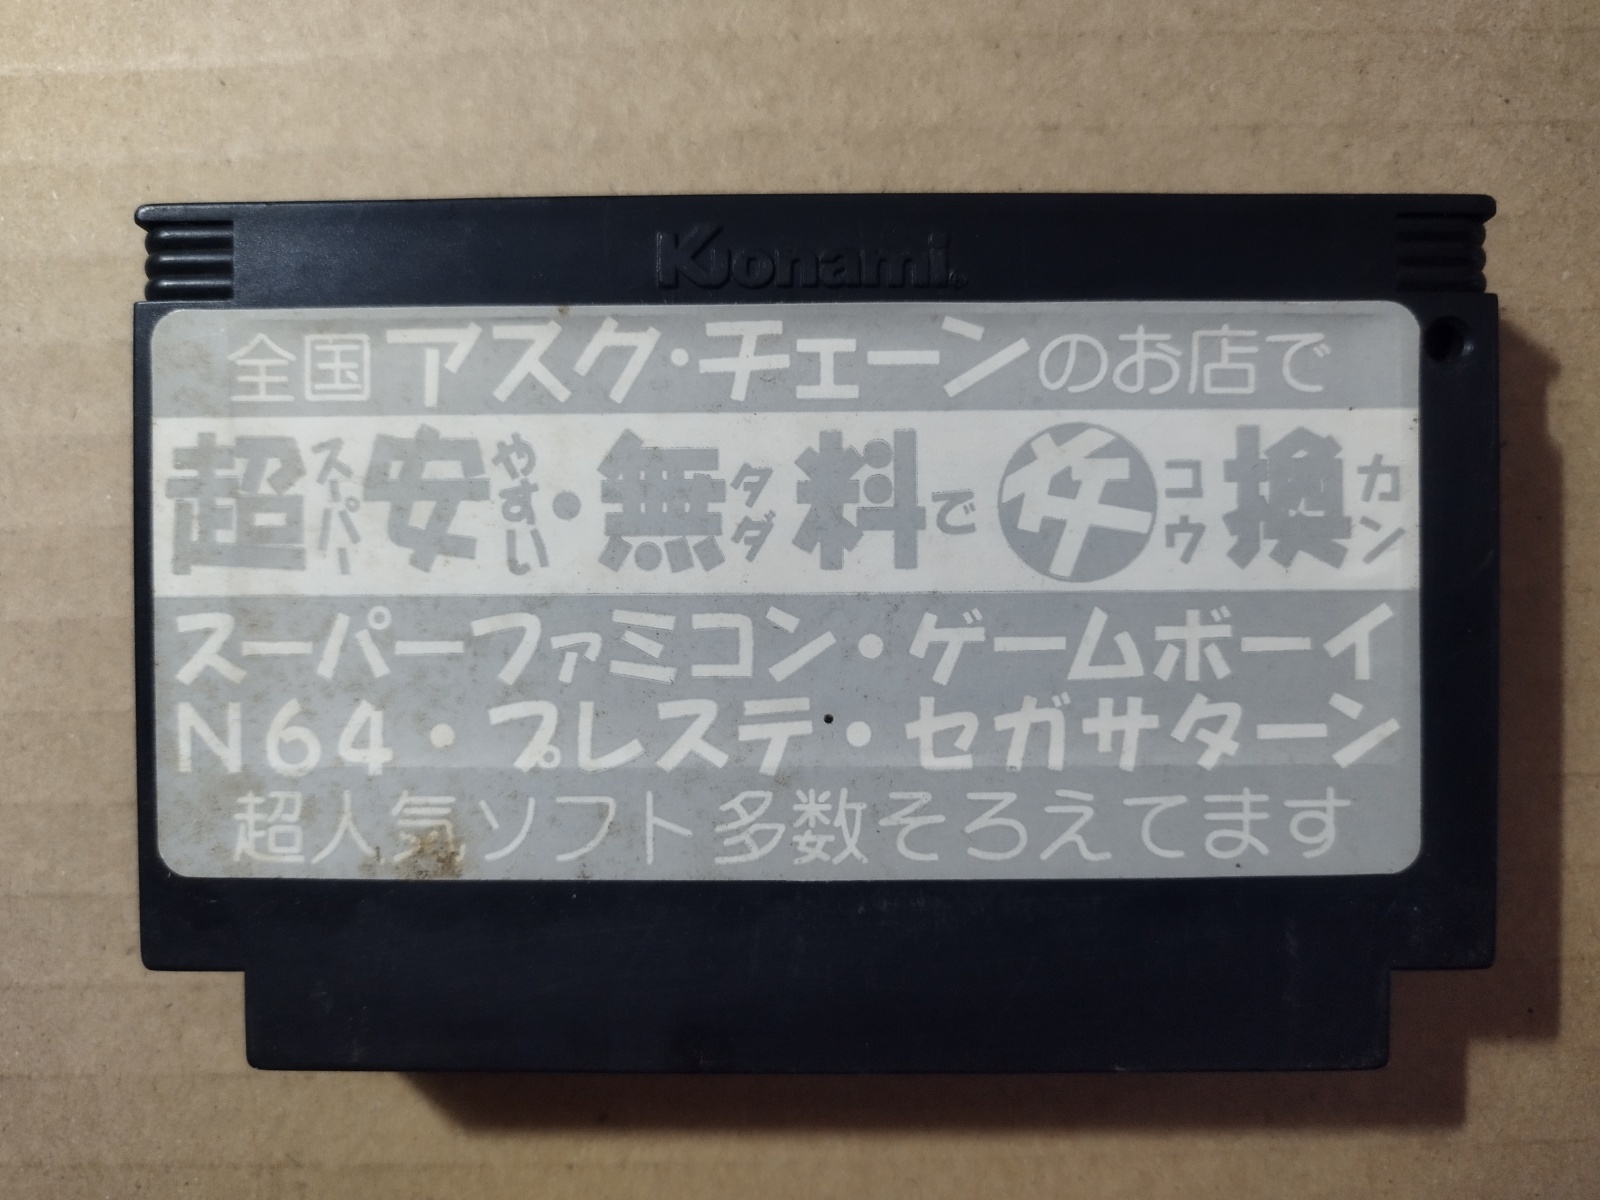 Konami
全国アスク・チェーンのお店で
超スーパー安やすい・無タダ料で交コウ換カン
スーパーファミコン・ゲームボーイ
N64・プレステ・セガサターン
超人気ソフト多数そろえてます